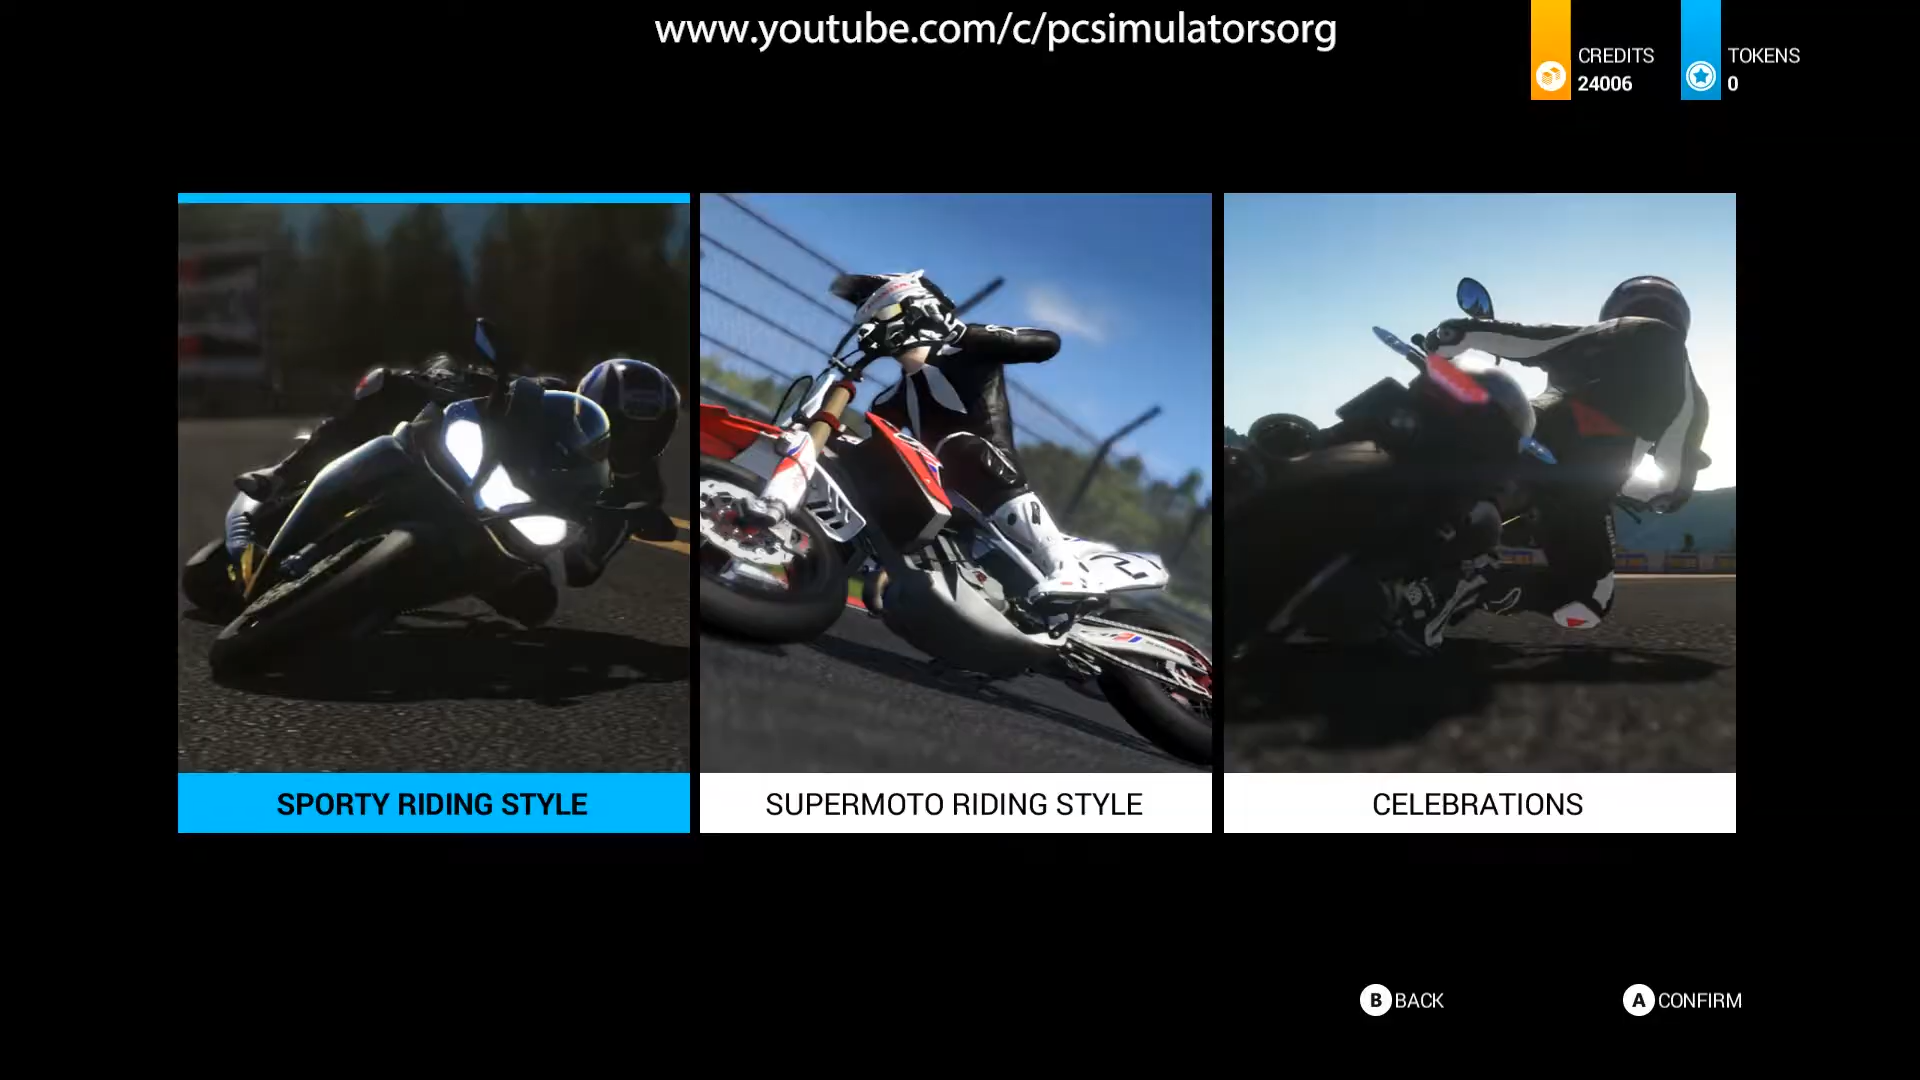 www.youtube.com/c/pcsimulatorsorg
CREDITS
24006
TOKENS
0
SPORTY RIDING STYLE
SUPERMOTO RIDING STYLE
CELEBRATIONS
B BACK
A CONFIRM